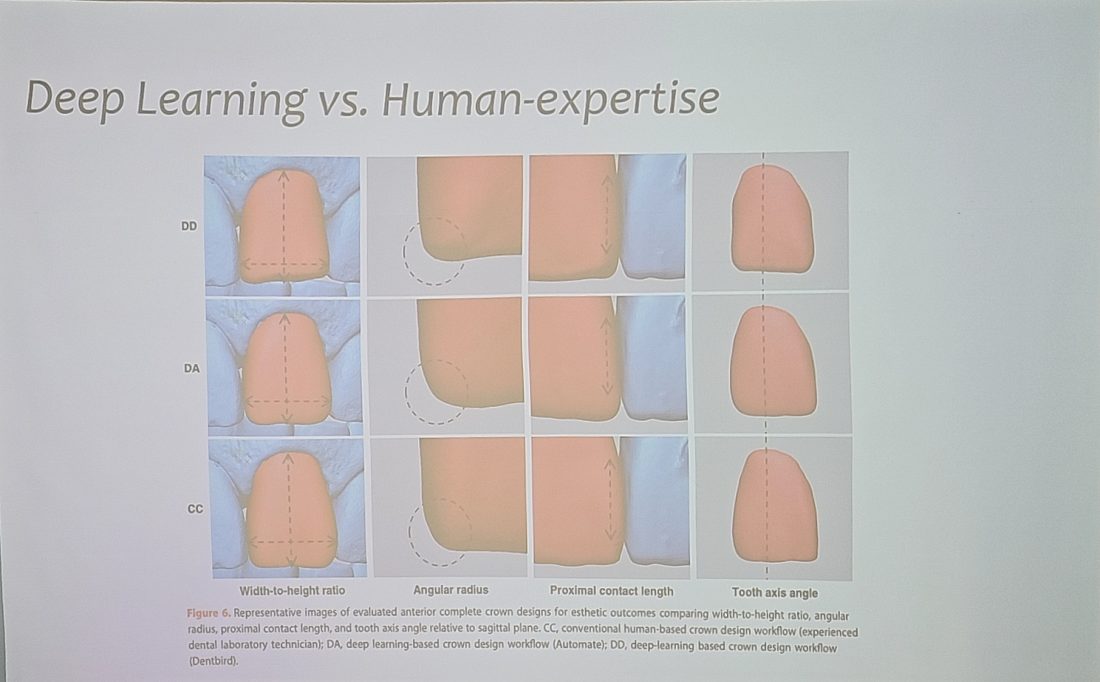 Deep Learning vs. Human-expertise
DD
DA
CC
Width-to-height ratio
Angular radius
Proximal contact length
Tooth axis angle
Figure 6. Representative images of evaluated anterior complete crown designs for esthetic outcomes comparing width-to-height ratio, angular
radius, proximal contact length, and tooth axis angle relative to sagittal plane. CC, conventional human-based crown design workflow (experienced
dental laboratory technician); DA, deep learning-based crown design workflow (Automate); DD, deep-learning based crown design workflow
(Dentbird).